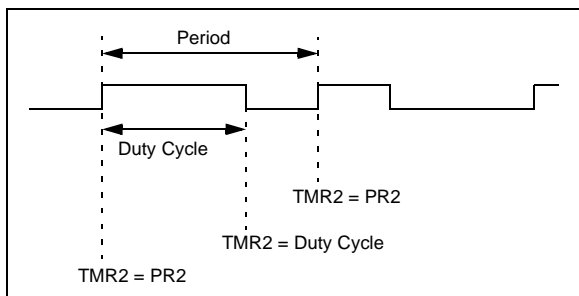 Period
Duty Cycle
TMR2 = PR2
TMR2 = Duty Cycle
TMR2 = PR2